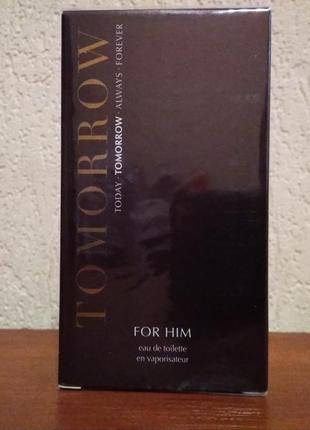 TOMORROW
TODAY · TOMORROW · ALWAYS · FOREVER
FOR HIM
eau de toilette
en vaporisateur